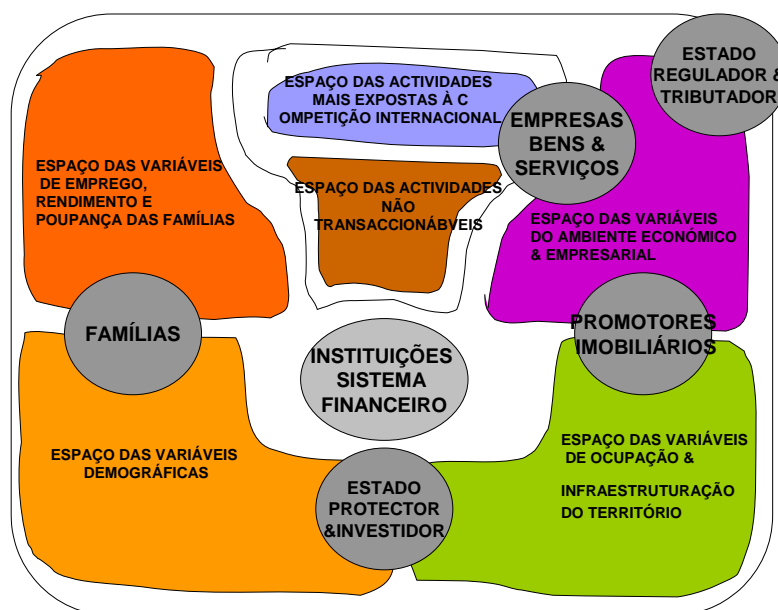 ESTADO
REGULADOR &
TRIBUTADOR
ESPAÇO DAS ACTIVIDADES
MAIS EXPOSTAS À C
OMPETIÇÃO INTERNACIONAL
EMPRESAS
BENS &
SERVIÇOS
ESPAÇO DAS VARIÁVEIS
DE EMPREGO,
RENDIMENTO E
POUPANÇA DAS FAMÍLIAS
ESPAÇO DAS ACTIVIDADES
NÃO
TRANSACCIONÁBVEIS
ESPAÇO DAS VARIÁVEIS
DO AMBIENTE ECONÓMICO
& EMPRESARIAL
FAMÍLIAS
PROMOTORES
IMOBILIÁRIOS
INSTITUIÇÕES
SISTEMA
FINANCEIRO
ESPAÇO DAS VARIÁVEIS
DEMOGRÁFICAS
ESPAÇO DAS VARIÁVEIS
DE OCUPAÇÃO &
INFRAESTRUTURAÇÃO
DO TERRITÓRIO
ESTADO
PROTECTOR
&INVESTIDOR